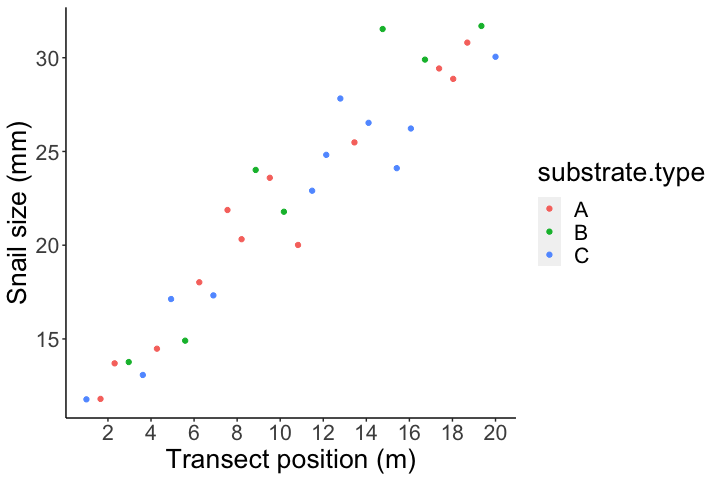 30
25
20
15
Snail size (mm)
2 4 6 8 10 12 14 16 18 20
Transect position (m)
substrate.type
A
B
C